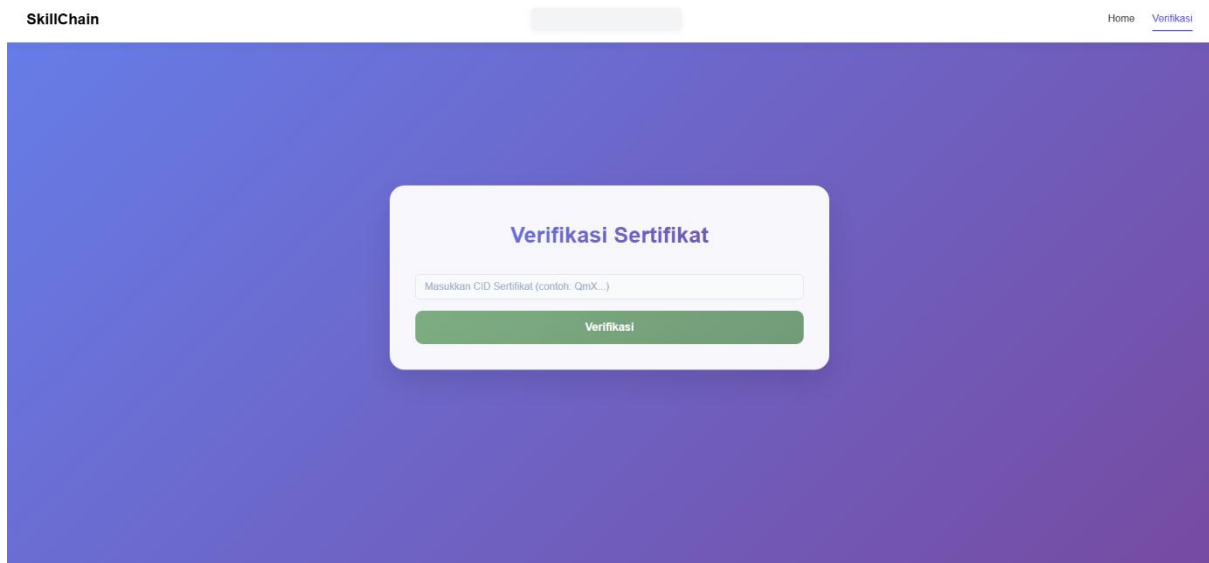 SkillChain
Home
Verifikasi
Verifikasi Sertifikat
Masukkan CID Sertifikat (contoh: QmX...)
Verifikasi